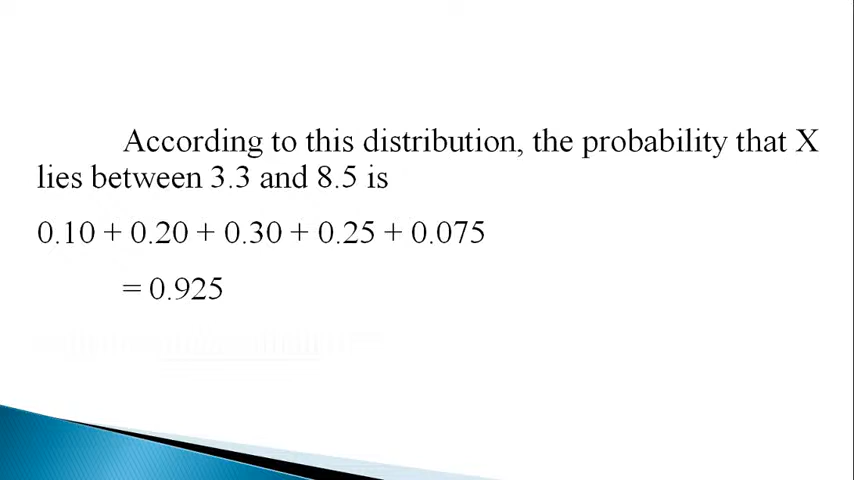 According to this distribution, the probability that X
lies between 3.3 and 8.5 is
0.10 + 0.20 + 0.30 + 0.25 + 0.075
= 0.925